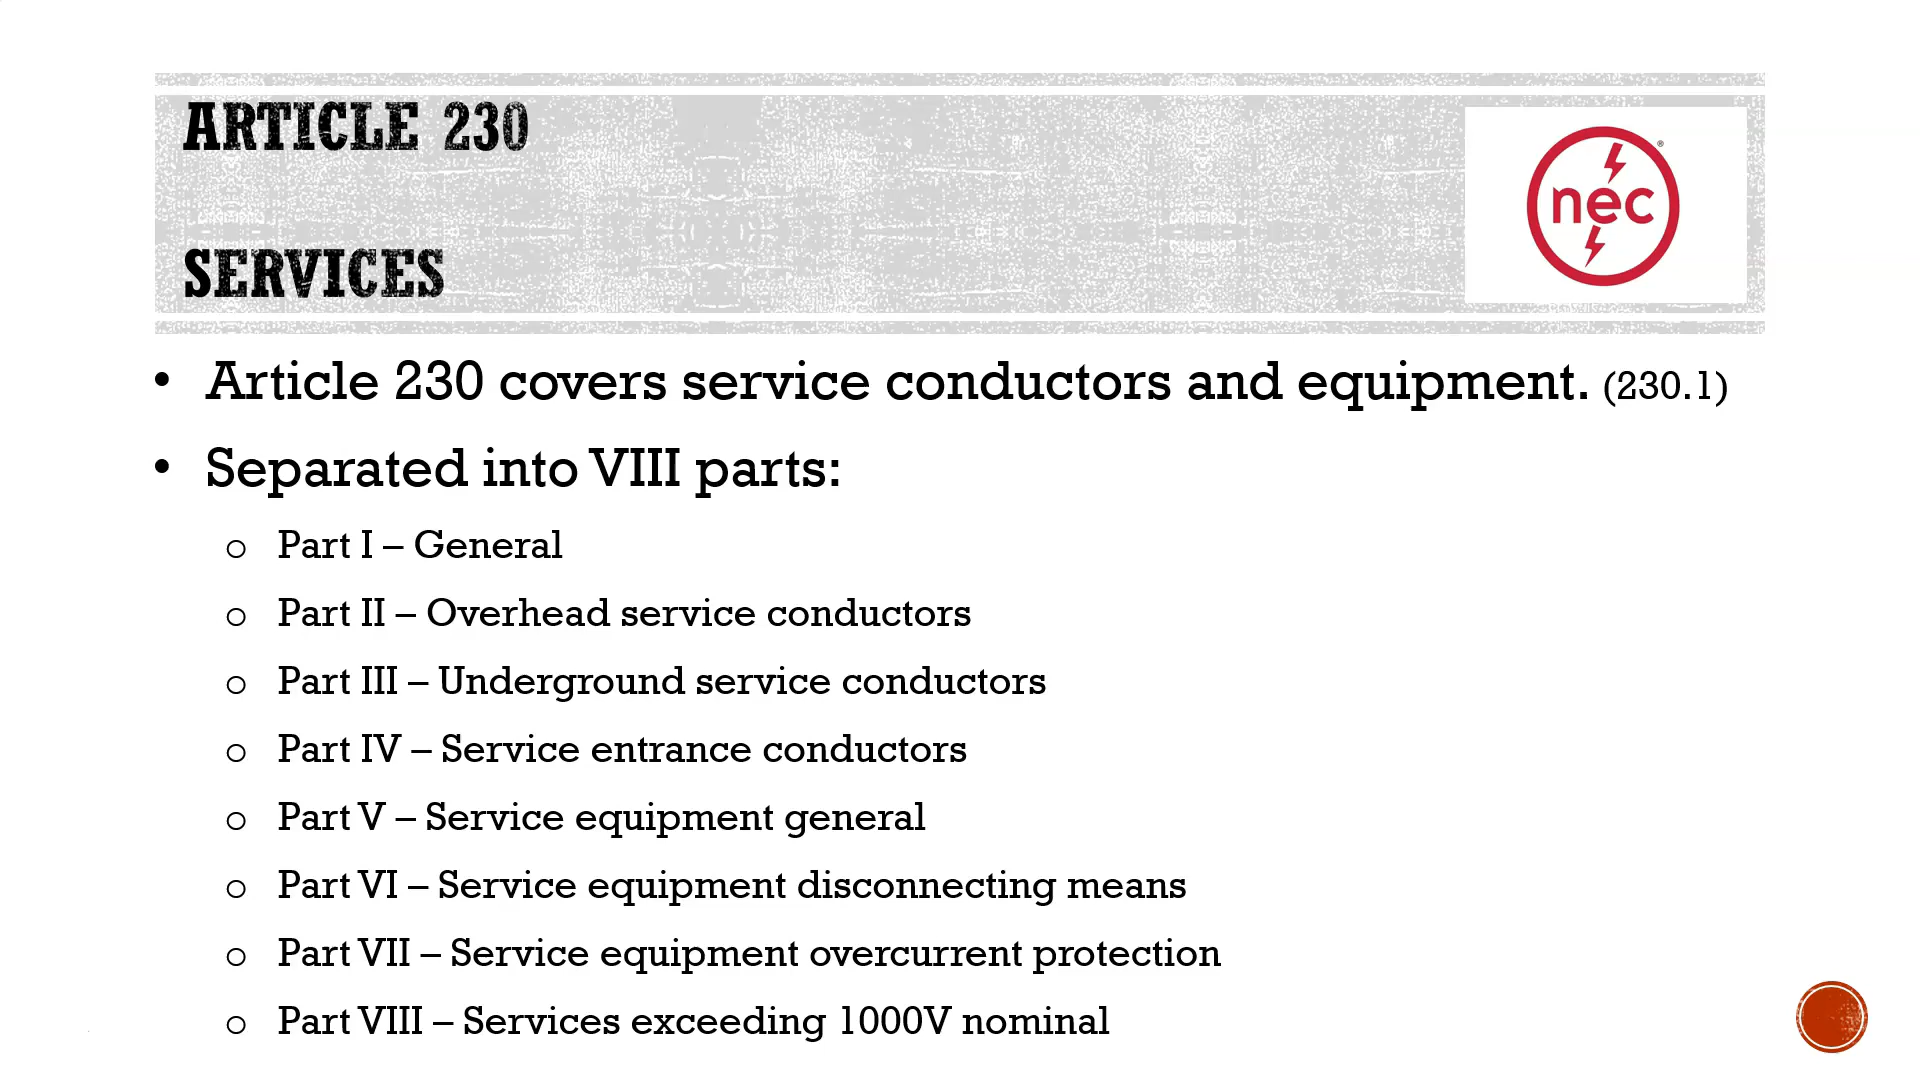 ARTICLE 230
SERVICES
nec®
• Article 230 covers service conductors and equipment. (230.1)
• Separated into VIII parts:
o Part I – General
o Part II – Overhead service conductors
o Part III – Underground service conductors
o Part IV – Service entrance conductors
o Part V – Service equipment general
o Part VI – Service equipment disconnecting means
o Part VII – Service equipment overcurrent protection
o Part VIII – Services exceeding 1000V nominal